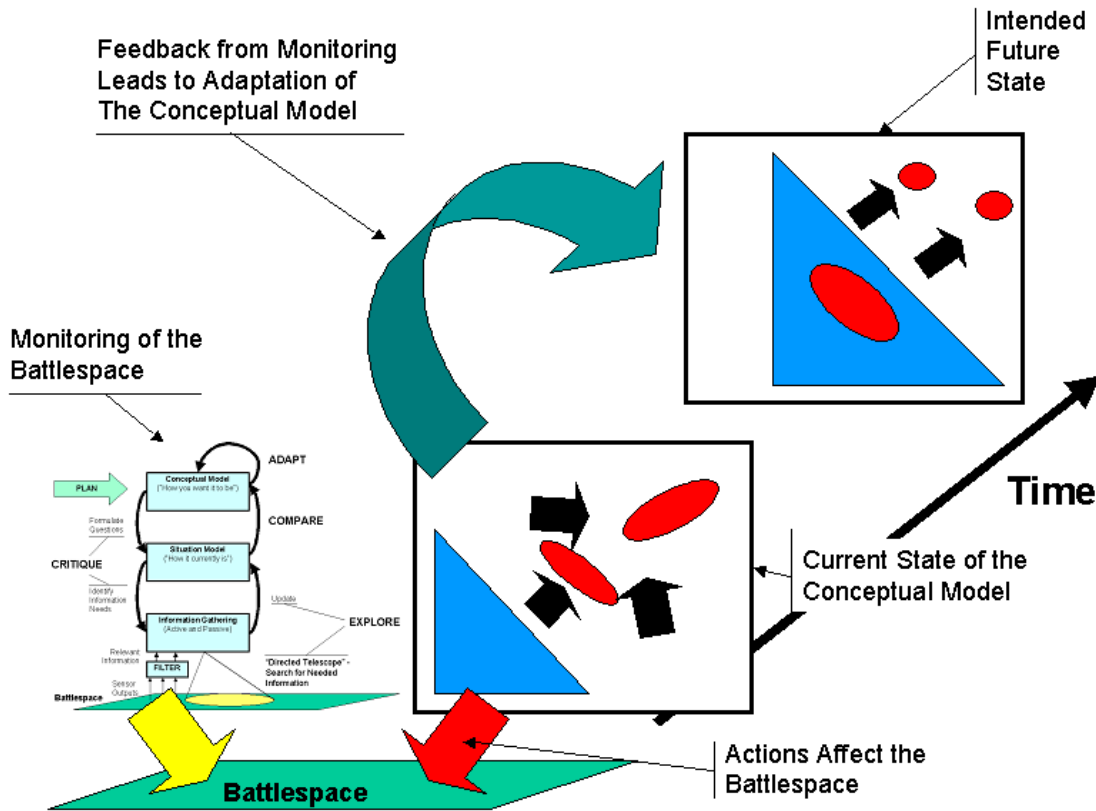 Feedback from Monitoring
Leads to Adaptation of
The Conceptual Model
Intended
Future
State
Monitoring of the
Battlespace
ADAPT
Conceptual Model
("How you want it to be")
PLAN
COMPARE
Formulate
Questions
CRITIQUE
Situation Model
("How it currently is")
Identify
Information
Needs
Update
EXPLORE
Information Gathering
(Active and Passive)
Relevant
Information
FILTER
"Directed Telescope" -
Search for Needed
Information
Sensor
Outputs
Battlespace
Time
Current State of the
Conceptual Model
Actions Affect the
Battlespace
Battlespace